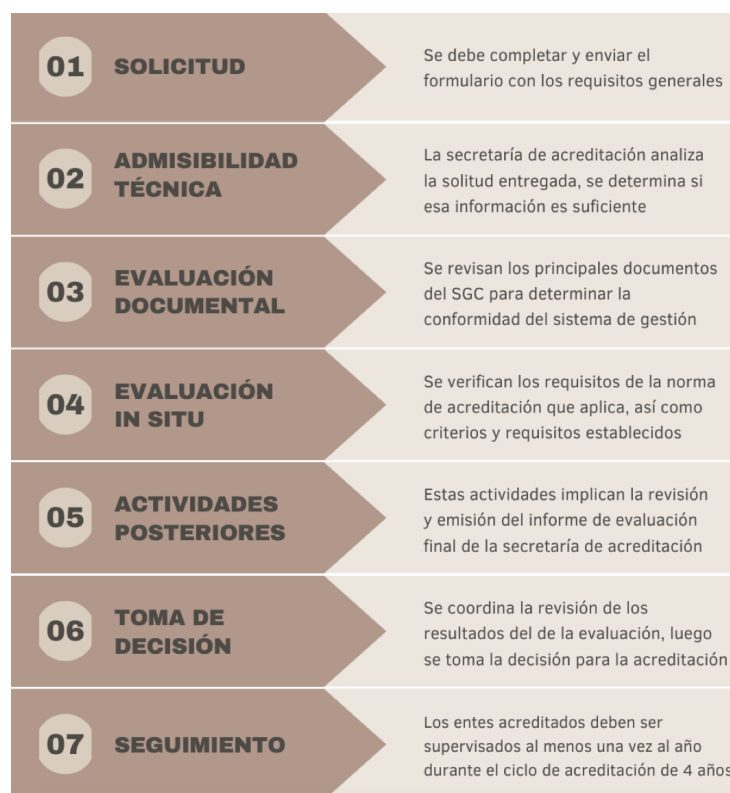 01
SOLICITUD
Se debe completar y enviar el
formulario con los requisitos generales
02
ADMISIBILIDAD
TÉCNICA
La secretaría de acreditación analiza
la solitud entregada, se determina si
esa información es suficiente
03
EVALUACIÓN
DOCUMENTAL
Se revisan los principales documentos
del SGC para determinar la
conformidad del sistema de gestión
04
EVALUACIÓN
IN SITU
Se verifican los requisitos de la norma
de acreditación que aplica, así como
criterios y requisitos establecidos
05
ACTIVIDADES
POSTERIORES
Estas actividades implican la revisión
y emisión del informe de evaluación
final de la secretaría de acreditación
06
TOMA DE
DECISIÓN
Se coordina la revisión de los
resultados del de la evaluación, luego
se toma la decisión para la acreditación
07
SEGUIMIENTO
Los entes acreditados deben ser
supervisados al menos una vez al año
durante el ciclo de acreditación de 4 años